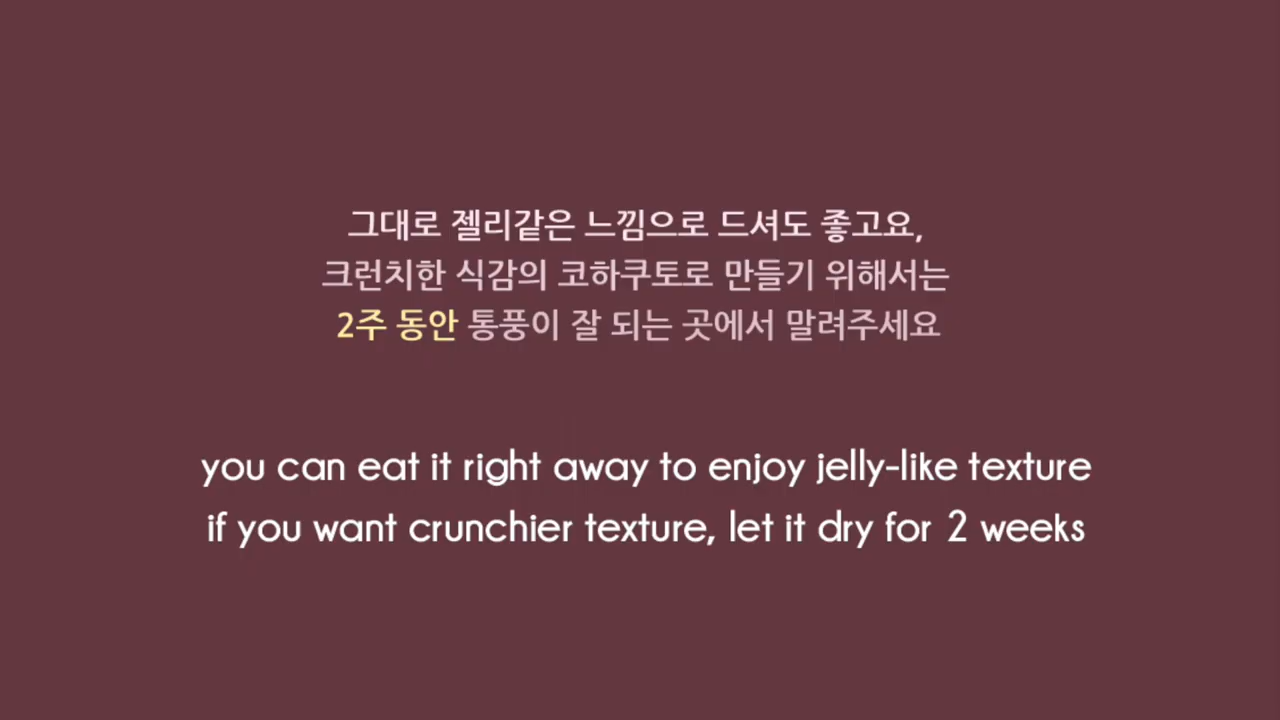 그대로 젤리같은 느낌으로 드셔도 좋고요,
크런치한 식감의 코하쿠토로 만들기 위해서는
2주 동안 통풍이 잘 되는 곳에서 말려주세요
you can eat it right away to enjoy jelly-like texture
if you want crunchier texture, let it dry for 2 weeks